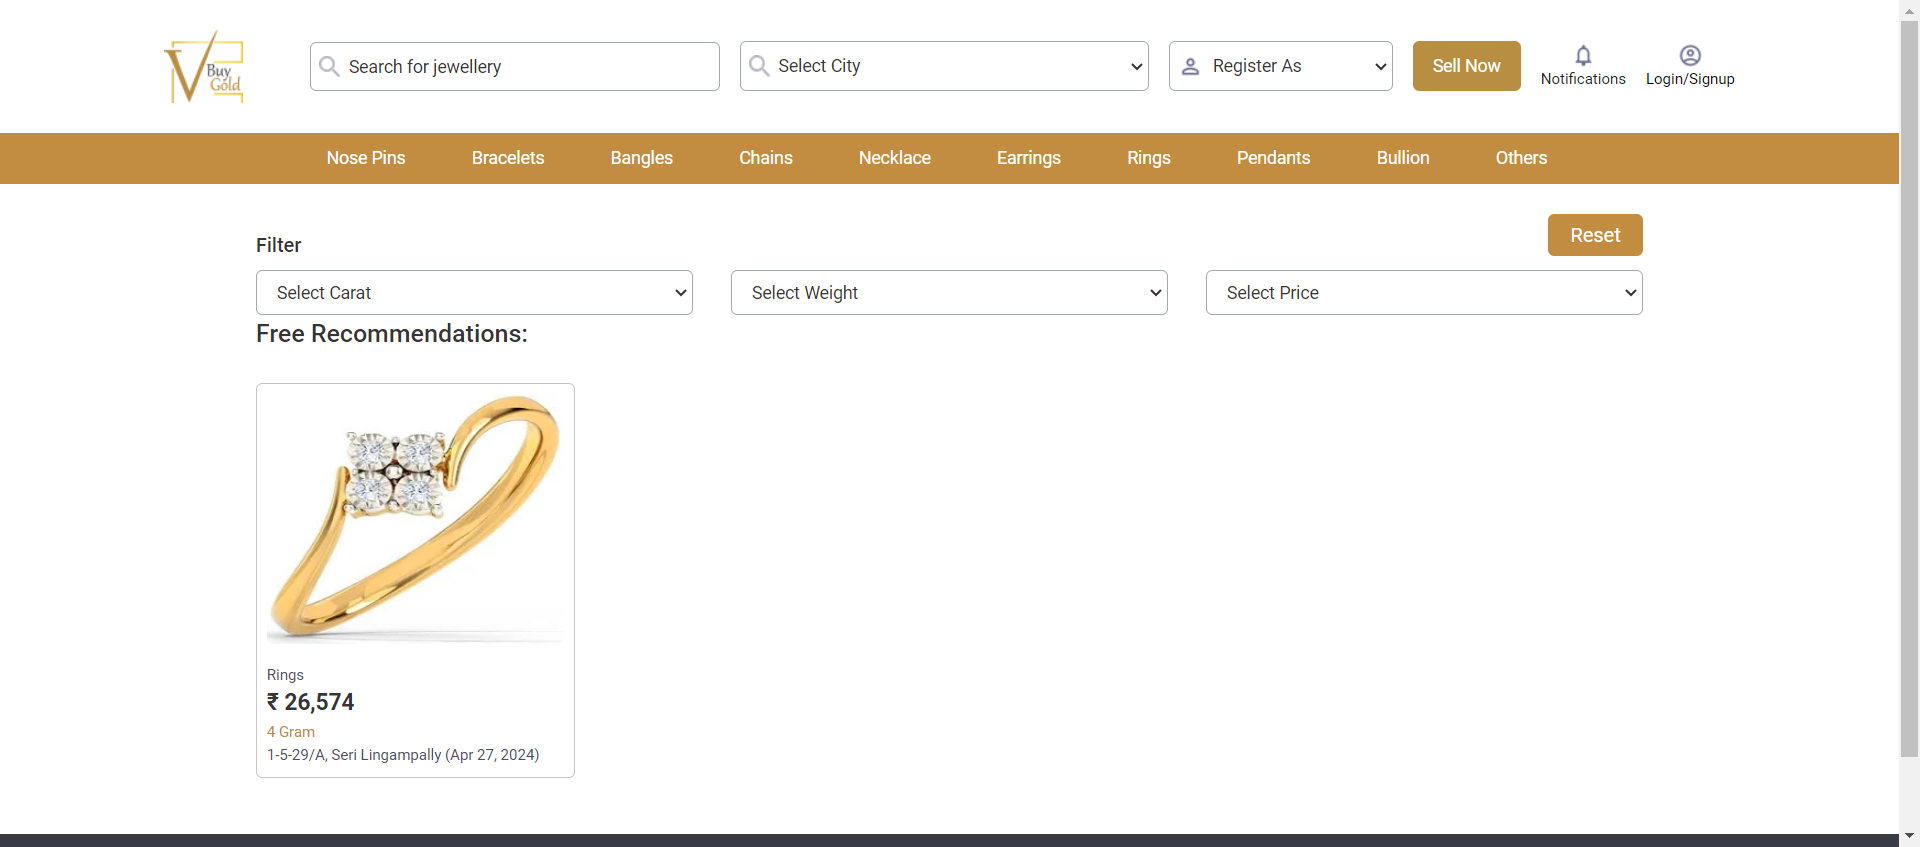 V Buy Gold
Search for jewellery
Select City
Register As
Sell Now
Notifications
Login/Signup
Nose Pins
Bracelets
Bangles
Chains
Necklace
Earrings
Rings
Pendants
Bullion
Others
Filter
Reset
Select Carat
Select Weight
Select Price
Free Recommendations:
Rings
₹ 26,574
4 Gram
1-5-29/A, Seri Lingampally (Apr 27, 2024)